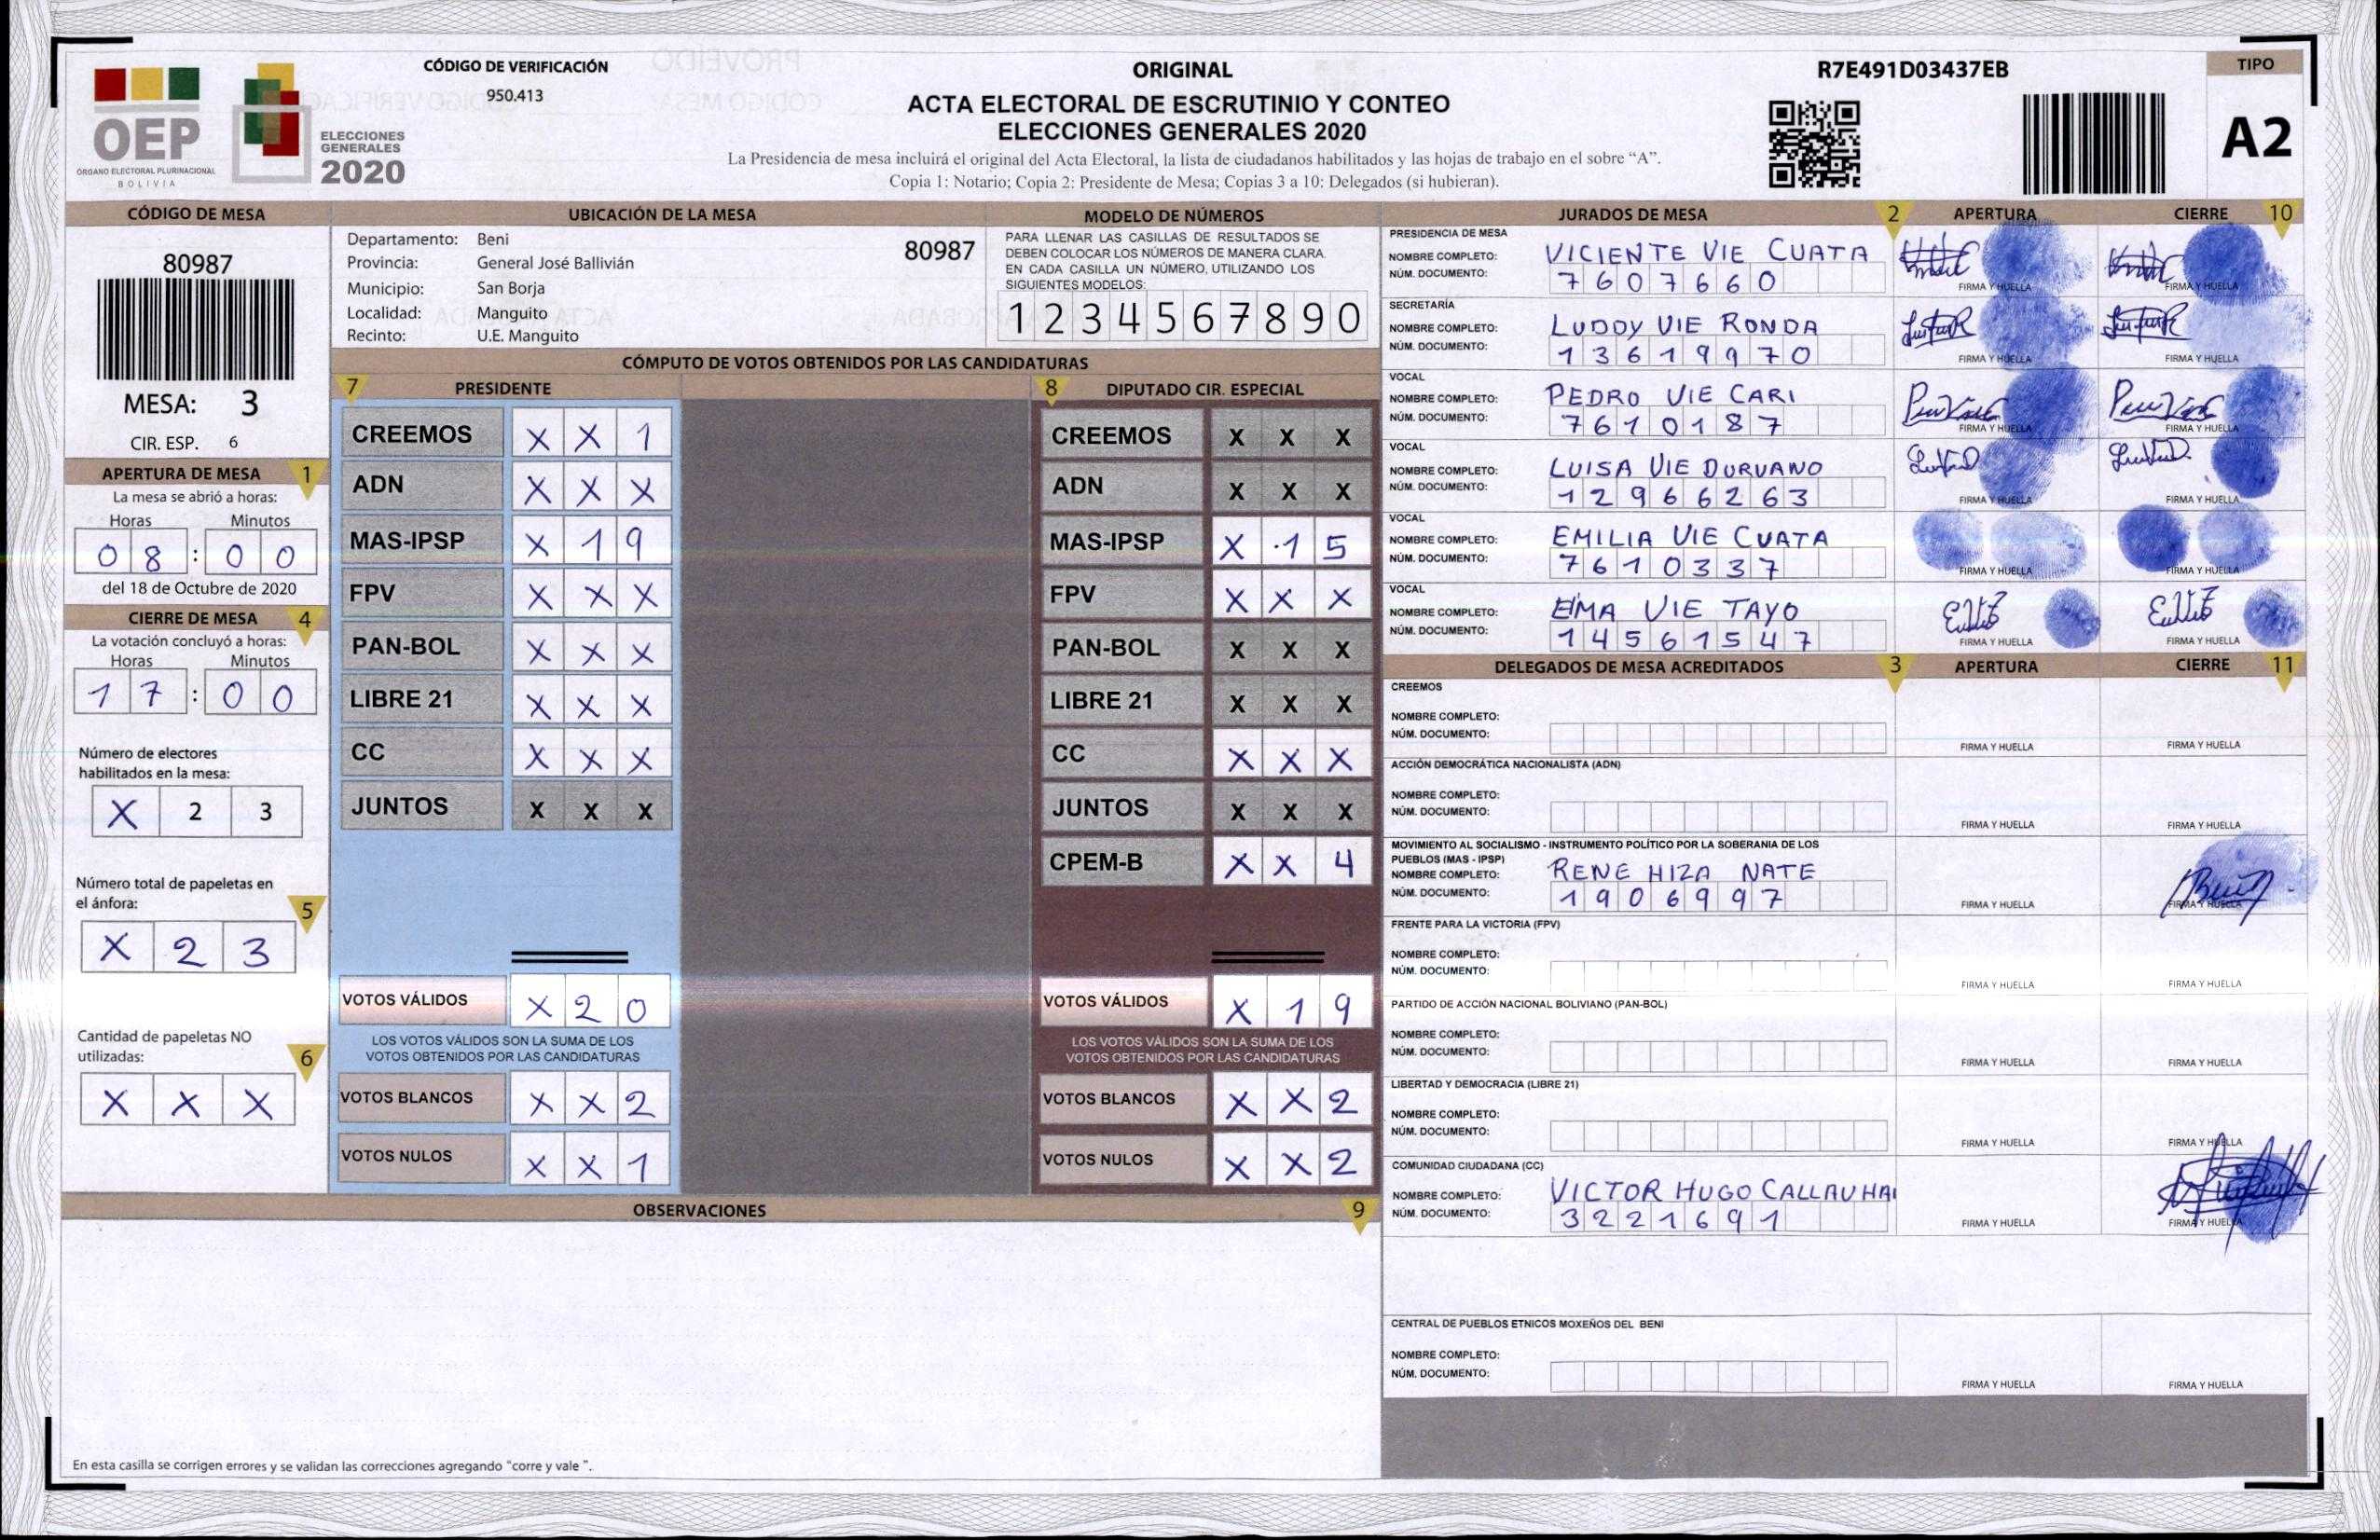 CÓDIGO DE VERIFICACIÓN
950.413
OEP
ÓRGANO ELECTORAL PLURINACIONAL
BOLIVIA
ELECCIONES
GENERALES
2020
ORIGINAL
ACTA ELECTORAL DE ESCRUTINIO Y CONTEO
ELECCIONES GENERALES 2020
La Presidencia de mesa incluirá el original del Acta Electoral, la lista de ciudadanos habilitados y las hojas de trabajo en el sobre “A”.
Copia 1: Notario; Copia 2: Presidente de Mesa; Copias 3 a 10: Delegados (si hubieran).
R7E491D03437EB
TIPO
A2
CÓDIGO DE MESA
80987
MESA: 3
CIR. ESP. 6
APERTURA DE MESA 1
La mesa se abrió a horas:
Horas Minutos
0 8 : 0 0
del 18 de Octubre de 2020
CIERRE DE MESA 4
La votación concluyó a horas:
Horas Minutos
1 7 : 0 0
Número de electores
habilitados en la mesa:
X 2 3
Número total de papeletas en
el ánfora: 5
X 2 3
Cantidad de papeletas NO
utilizadas: 6
X X X
UBICACIÓN DE LA MESA
Departamento: Beni
80987
Provincia: General José Ballivián
Municipio: San Borja
Localidad: Manguito
Recinto: U.E. Manguito
MODELO DE NÚMEROS
PARA LLENAR LAS CASILLAS DE RESULTADOS SE
DEBEN COLOCAR LOS NÚMEROS DE MANERA CLARA.
EN CADA CASILLA UN NÚMERO, UTILIZANDO LOS
SIGUIENTES MODELOS:
1 2 3 4 5 6 7 8 9 0
CÓMPUTO DE VOTOS OBTENIDOS POR LAS CANDIDATURAS
7 PRESIDENTE
CREEMOS X X 1
ADN X X X
MAS-IPSP X 1 9
FPV X X X
PAN-BOL X X X
LIBRE 21 X X X
CC X X X
JUNTOS X X X
VOTOS VÁLIDOS X 2 0
LOS VOTOS VÁLIDOS SON LA SUMA DE LOS
VOTOS OBTENIDOS POR LAS CANDIDATURAS
VOTOS BLANCOS X X 2
VOTOS NULOS X X 1
8 DIPUTADO CIR. ESPECIAL
CREEMOS X X X
ADN X X X
MAS-IPSP X 1 5
FPV X X X
PAN-BOL X X X
LIBRE 21 X X X
CC X X X
JUNTOS X X X
CPEM-B X X 4
VOTOS VÁLIDOS X 1 9
LOS VOTOS VÁLIDOS SON LA SUMA DE LOS
VOTOS OBTENIDOS POR LAS CANDIDATURAS
VOTOS BLANCOS X X 2
VOTOS NULOS X X 2
OBSERVACIONES 9
En esta casilla se corrigen errores y se validan las correcciones agregando “corre y vale ”.
JURADOS DE MESA 2 APERTURA CIERRE 10
PRESIDENCIA DE MESA
NOMBRE COMPLETO: VICIENTE VIE CUATA
NÚM. DOCUMENTO: 7607660
FIRMA Y HUELLA FIRMA Y HUELLA
SECRETARÍA
NOMBRE COMPLETO: LUDDY VIE RONDA
NÚM. DOCUMENTO: 13619970
FIRMA Y HUELLA FIRMA Y HUELLA
VOCAL
NOMBRE COMPLETO: PEDRO VIE CARI
NÚM. DOCUMENTO: 7610187
FIRMA Y HUELLA FIRMA Y HUELLA
VOCAL
NOMBRE COMPLETO: LUISA VIE DURVANO
NÚM. DOCUMENTO: 12966263
FIRMA Y HUELLA FIRMA Y HUELLA
VOCAL
NOMBRE COMPLETO: EMILIA VIE CUATA
NÚM. DOCUMENTO: 7610337
FIRMA Y HUELLA FIRMA Y HUELLA
VOCAL
NOMBRE COMPLETO: VIE TAYO
NÚM. DOCUMENTO: 14561547
FIRMA Y HUELLA FIRMA Y HUELLA
DELEGADOS DE MESA ACREDITADOS 3 APERTURA CIERRE 11
CREEMOS
NOMBRE COMPLETO:
NÚM. DOCUMENTO:
FIRMA Y HUELLA FIRMA Y HUELLA
ACCIÓN DEMOCRÁTICA NACIONALISTA (ADN)
NOMBRE COMPLETO:
NÚM. DOCUMENTO:
FIRMA Y HUELLA FIRMA Y HUELLA
MOVIMIENTO AL SOCIALISMO - INSTRUMENTO POLÍTICO POR LA SOBERANIA DE LOS
PUEBLOS (MAS - IPSP)
NOMBRE COMPLETO: RENE HIZA NATE
NÚM. DOCUMENTO: 1906997
FIRMA Y HUELLA FIRMA Y HUELLA
FRENTE PARA LA VICTORIA (FPV)
NOMBRE COMPLETO:
NÚM. DOCUMENTO:
FIRMA Y HUELLA FIRMA Y HUELLA
PARTIDO DE ACCIÓN NACIONAL BOLIVIANO (PAN-BOL)
NOMBRE COMPLETO:
NÚM. DOCUMENTO:
FIRMA Y HUELLA FIRMA Y HUELLA
LIBERTAD Y DEMOCRACIA (LIBRE 21)
NOMBRE COMPLETO:
NÚM. DOCUMENTO:
FIRMA Y HUELLA FIRMA Y HUELLA
COMUNIDAD CIUDADANA (CC)
NOMBRE COMPLETO: VICTOR HUGO CALLAUHA
NÚM. DOCUMENTO: 3221691
FIRMA Y HUELLA FIRMA Y HUELLA
CENTRAL DE PUEBLOS ETNICOS MOXEÑOS DEL BENI
NOMBRE COMPLETO:
NÚM. DOCUMENTO:
FIRMA Y HUELLA FIRMA Y HUELLA